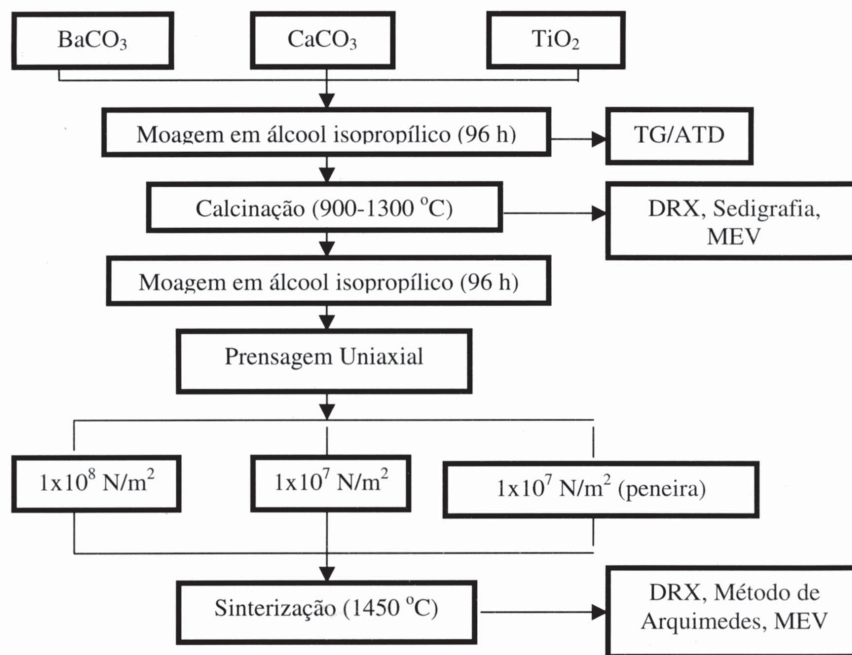 BaCO₃
CaCO₃
TiO₂
Moagem em álcool isopropílico (96 h)
TG/ATD
Calcinação (900-1300 °C)
DRX, Sedigrafia,
MEV
Moagem em álcool isopropílico (96 h)
Prensagem Uniaxial
1x10⁸ N/m²
1x10⁷ N/m²
1x10⁷ N/m² (peneira)
Sinterização (1450 °C)
DRX, Método de
Arquimedes, MEV